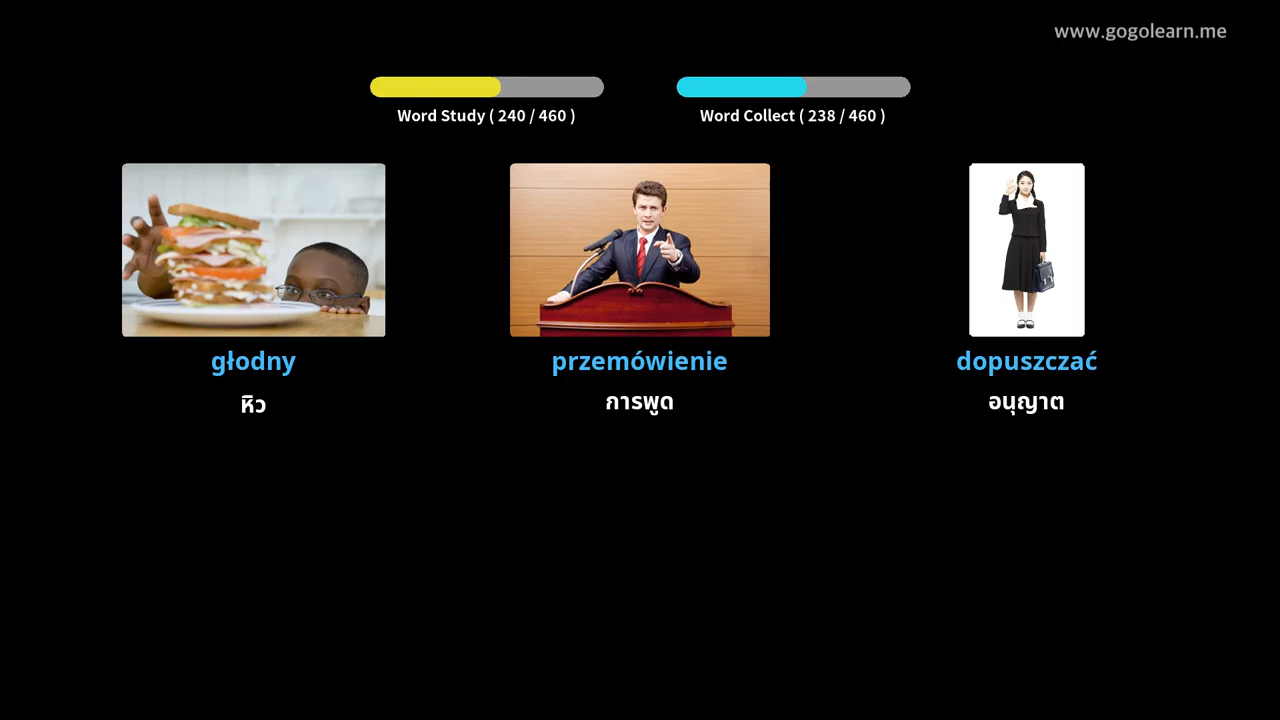 www.gogolearn.me
Word Study ( 240 / 460 )
Word Collect ( 238 / 460 )
głodny
przemówienie
dopuszczać
หิว
การพูด
อนุญาต